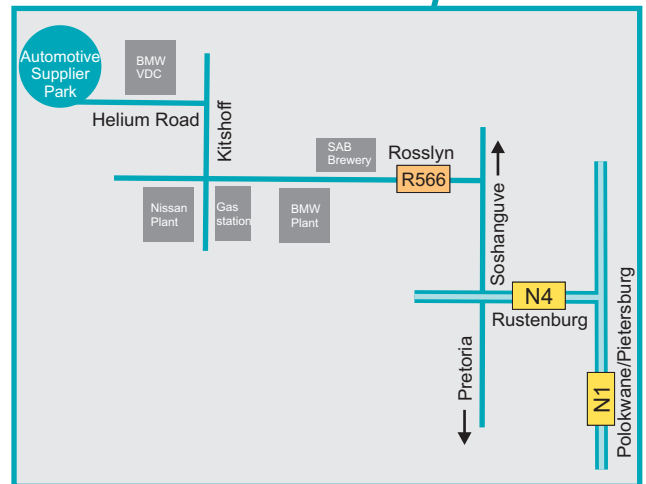 Automotive
Supplier
Park
BMW
VDC
Helium Road
Kitshoff
SAB
Brewery
Rosslyn
R566
Nissan
Plant
Gas
station
BMW
Plant
Soshanguve
N4
Rustenburg
Pretoria
N1
Polokwane/Pietersburg